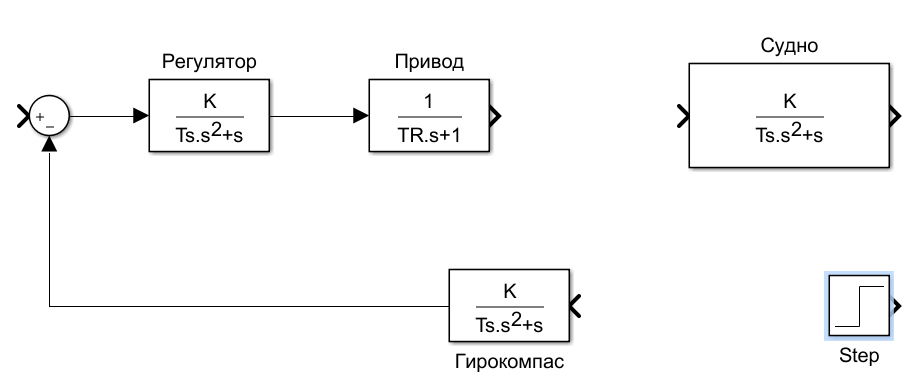 Судно
Регулятор
Привод
K
Ts.s2+s
1
TR.s+1
K
Ts.s2+s
+
−
K
Ts.s2+s
Гирокомпас
Step